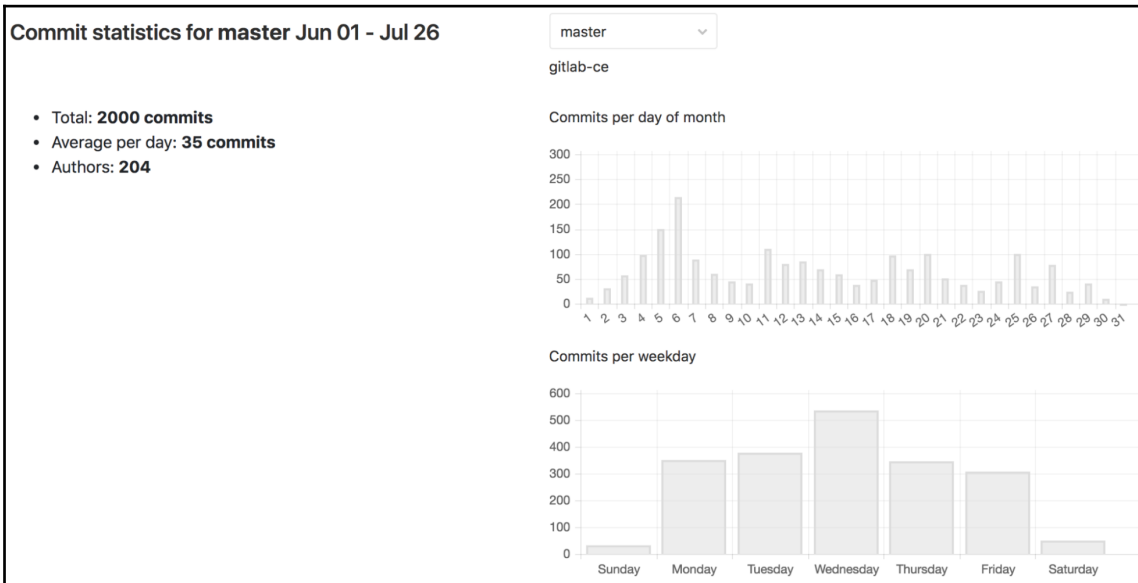 Commit statistics for master Jun 01 - Jul 26
• Total: 2000 commits
• Average per day: 35 commits
• Authors: 204
master
gitlab-ce
Commits per day of month
300
250
200
150
100
50
0
1 2 3 4 5 6 7 8 9 10 11 12 13 14 15 16 17 18 19 20 21 22 23 24 25 26 27 28 29 30 31
Commits per weekday
600
500
400
300
200
100
0
Sunday Monday Tuesday Wednesday Thursday Friday Saturday